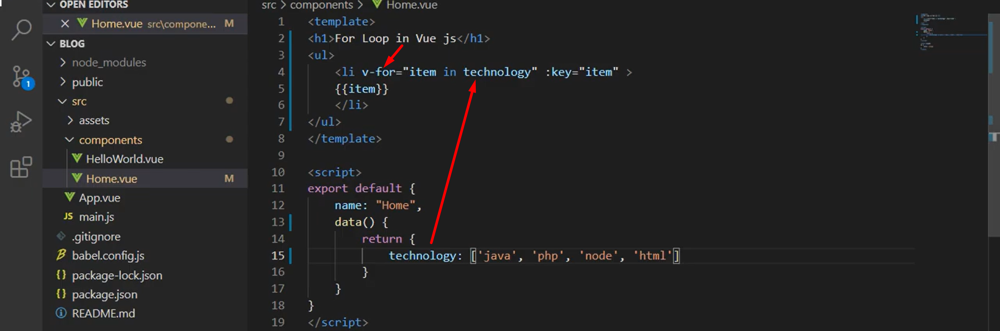 OPEN EDITORS
Home.vue src\compone... M
BLOG
node_modules
1
public
src
assets
components
HelloWorld.vue
Home.vue M
App.vue
JS main.js
.gitignore
babel.config.js
{} package-lock.json
{} package.json
README.md
src > components > Home.vue
1 <template>
2 <h1>For Loop in Vue js</h1>
3 <ul>
4 <li v-for="item in technology" :key="item" >
5 {{item}}
6 </li>
7 </ul>
8 </template>
9
10 <script>
11 export default {
12 name: "Home",
13 data() {
14 return {
15 technology: ['java', 'php', 'node', 'html']
16 }
17 }
18 }
19 </script>